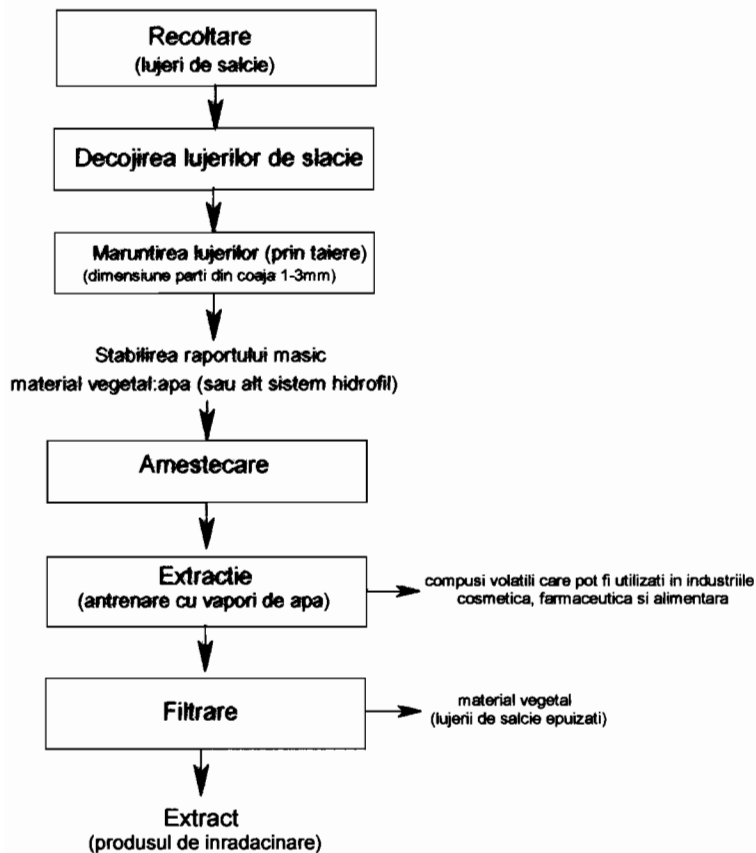 Recoltare
(lujeri de salcie)
Decojirea lujerilor de slacie
Maruntirea lujerilor (prin taiere)
(dimensiune parti din coaja 1-3mm)
Stabilirea raportului masic
material vegetal:apa (sau alt sistem hidrofil)
Amestecare
Extractie
(antrenare cu vapori de apa)
compusi volatili care pot fi utilizati in industriile
cosmetica, farmaceutica si alimentara
Filtrare
material vegetal
(lujerii de salcie epuizati)
Extract
(produsul de inradacinare)